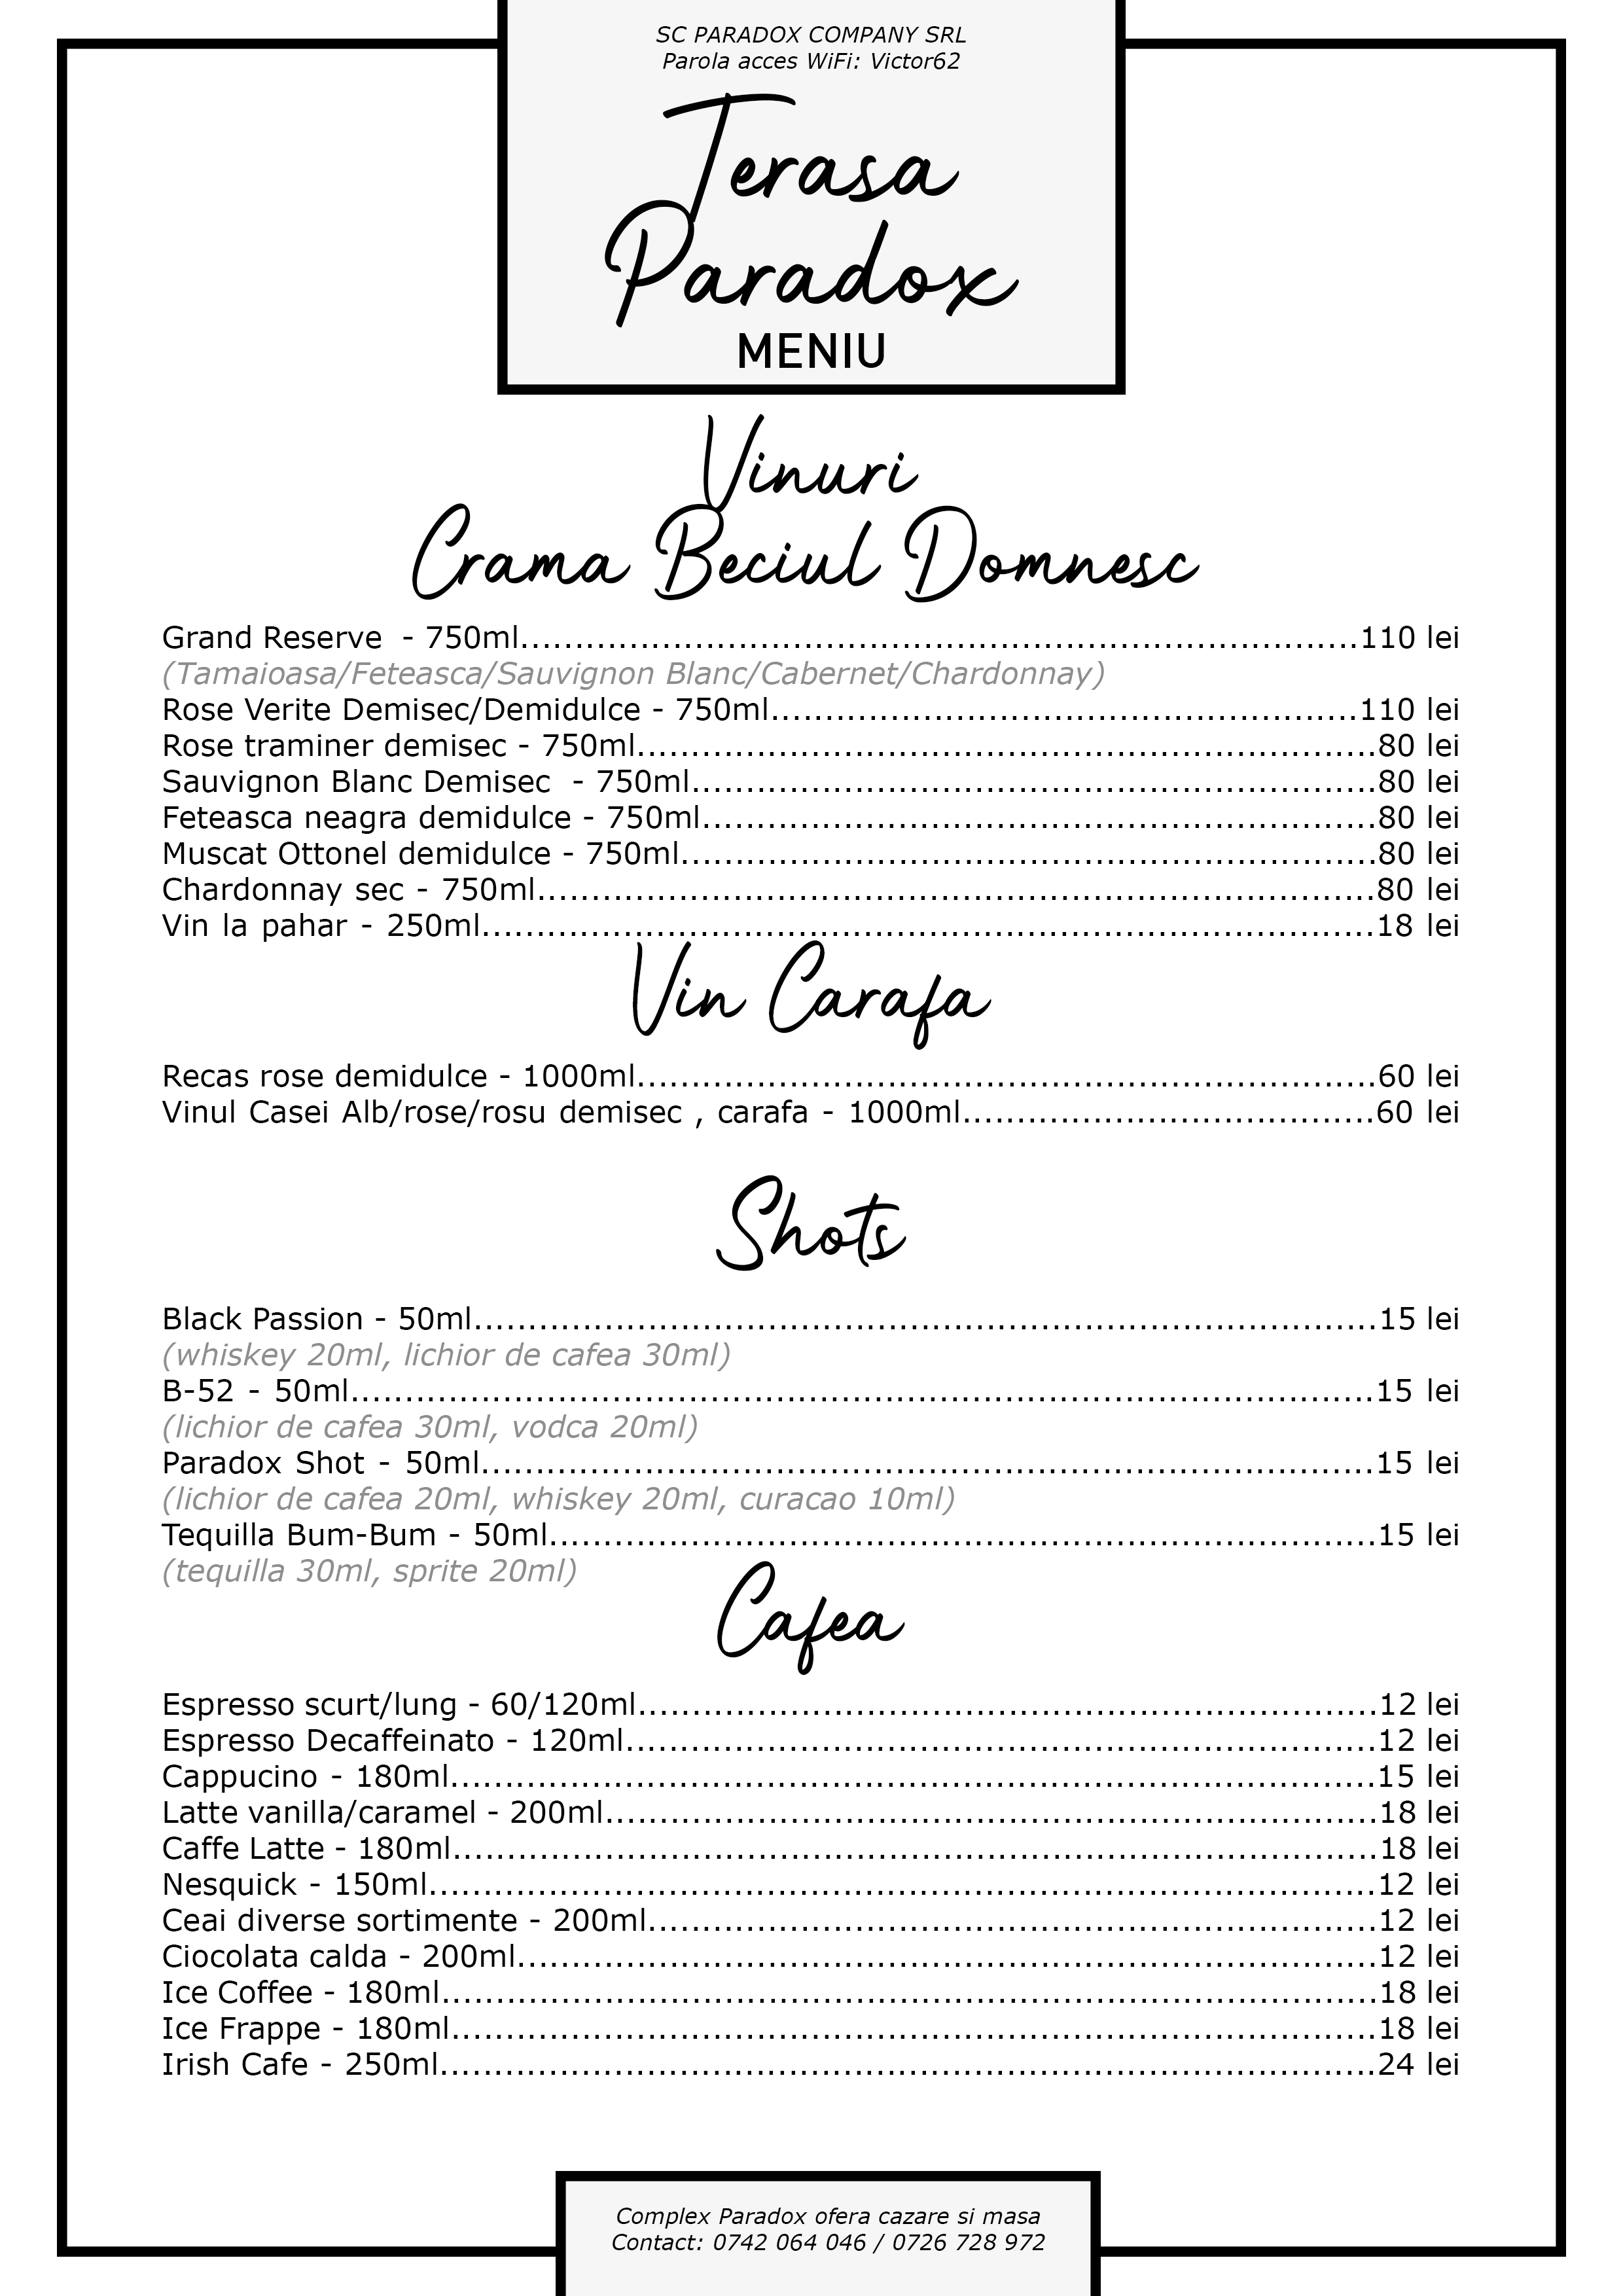 SC PARADOX COMPANY SRL
Parola acces WiFi: Victor62
Terasa
Paradox
MENIU
Vinuri
Crama Beciul Domnesc
Grand Reserve  - 750ml..............................110 lei
(Tamaioasa/Feteasca/Sauvignon Blanc/Cabernet/Chardonnay)
Rose Verite Demisec/Demidulce - 750ml..............................110 lei
Rose traminer demisec - 750ml..............................80 lei
Sauvignon Blanc Demisec  - 750ml..............................80 lei
Feteasca neagra demidulce - 750ml..............................80 lei
Muscat Ottonel demidulce - 750ml..............................80 lei
Chardonnay sec - 750ml..............................80 lei
Vin la pahar - 250ml..............................18 lei
Vin Carafa
Recas rose demidulce - 1000ml..............................60 lei
Vinul Casei Alb/rose/rosu demisec , carafa - 1000ml..............................60 lei
Shots
Black Passion - 50ml..............................15 lei
(whiskey 20ml, lichior de cafea 30ml)
B-52 - 50ml..............................15 lei
(lichior de cafea 30ml, vodca 20ml)
Paradox Shot - 50ml..............................15 lei
(lichior de cafea 20ml, whiskey 20ml, curacao 10ml)
Tequilla Bum-Bum - 50ml..............................15 lei
(tequilla 30ml, sprite 20ml)
Cafea
Espresso scurt/lung - 60/120ml..............................12 lei
Espresso Decaffeinato - 120ml..............................12 lei
Cappucino - 180ml..............................15 lei
Latte vanilla/caramel - 200ml..............................18 lei
Caffe Latte - 180ml..............................18 lei
Nesquick - 150ml..............................12 lei
Ceai diverse sortimente - 200ml..............................12 lei
Ciocolata calda - 200ml..............................12 lei
Ice Coffee - 180ml..............................18 lei
Ice Frappe - 180ml..............................18 lei
Irish Cafe - 250ml..............................24 lei
Complex Paradox ofera cazare si masa
Contact: 0742 064 046 / 0726 728 972